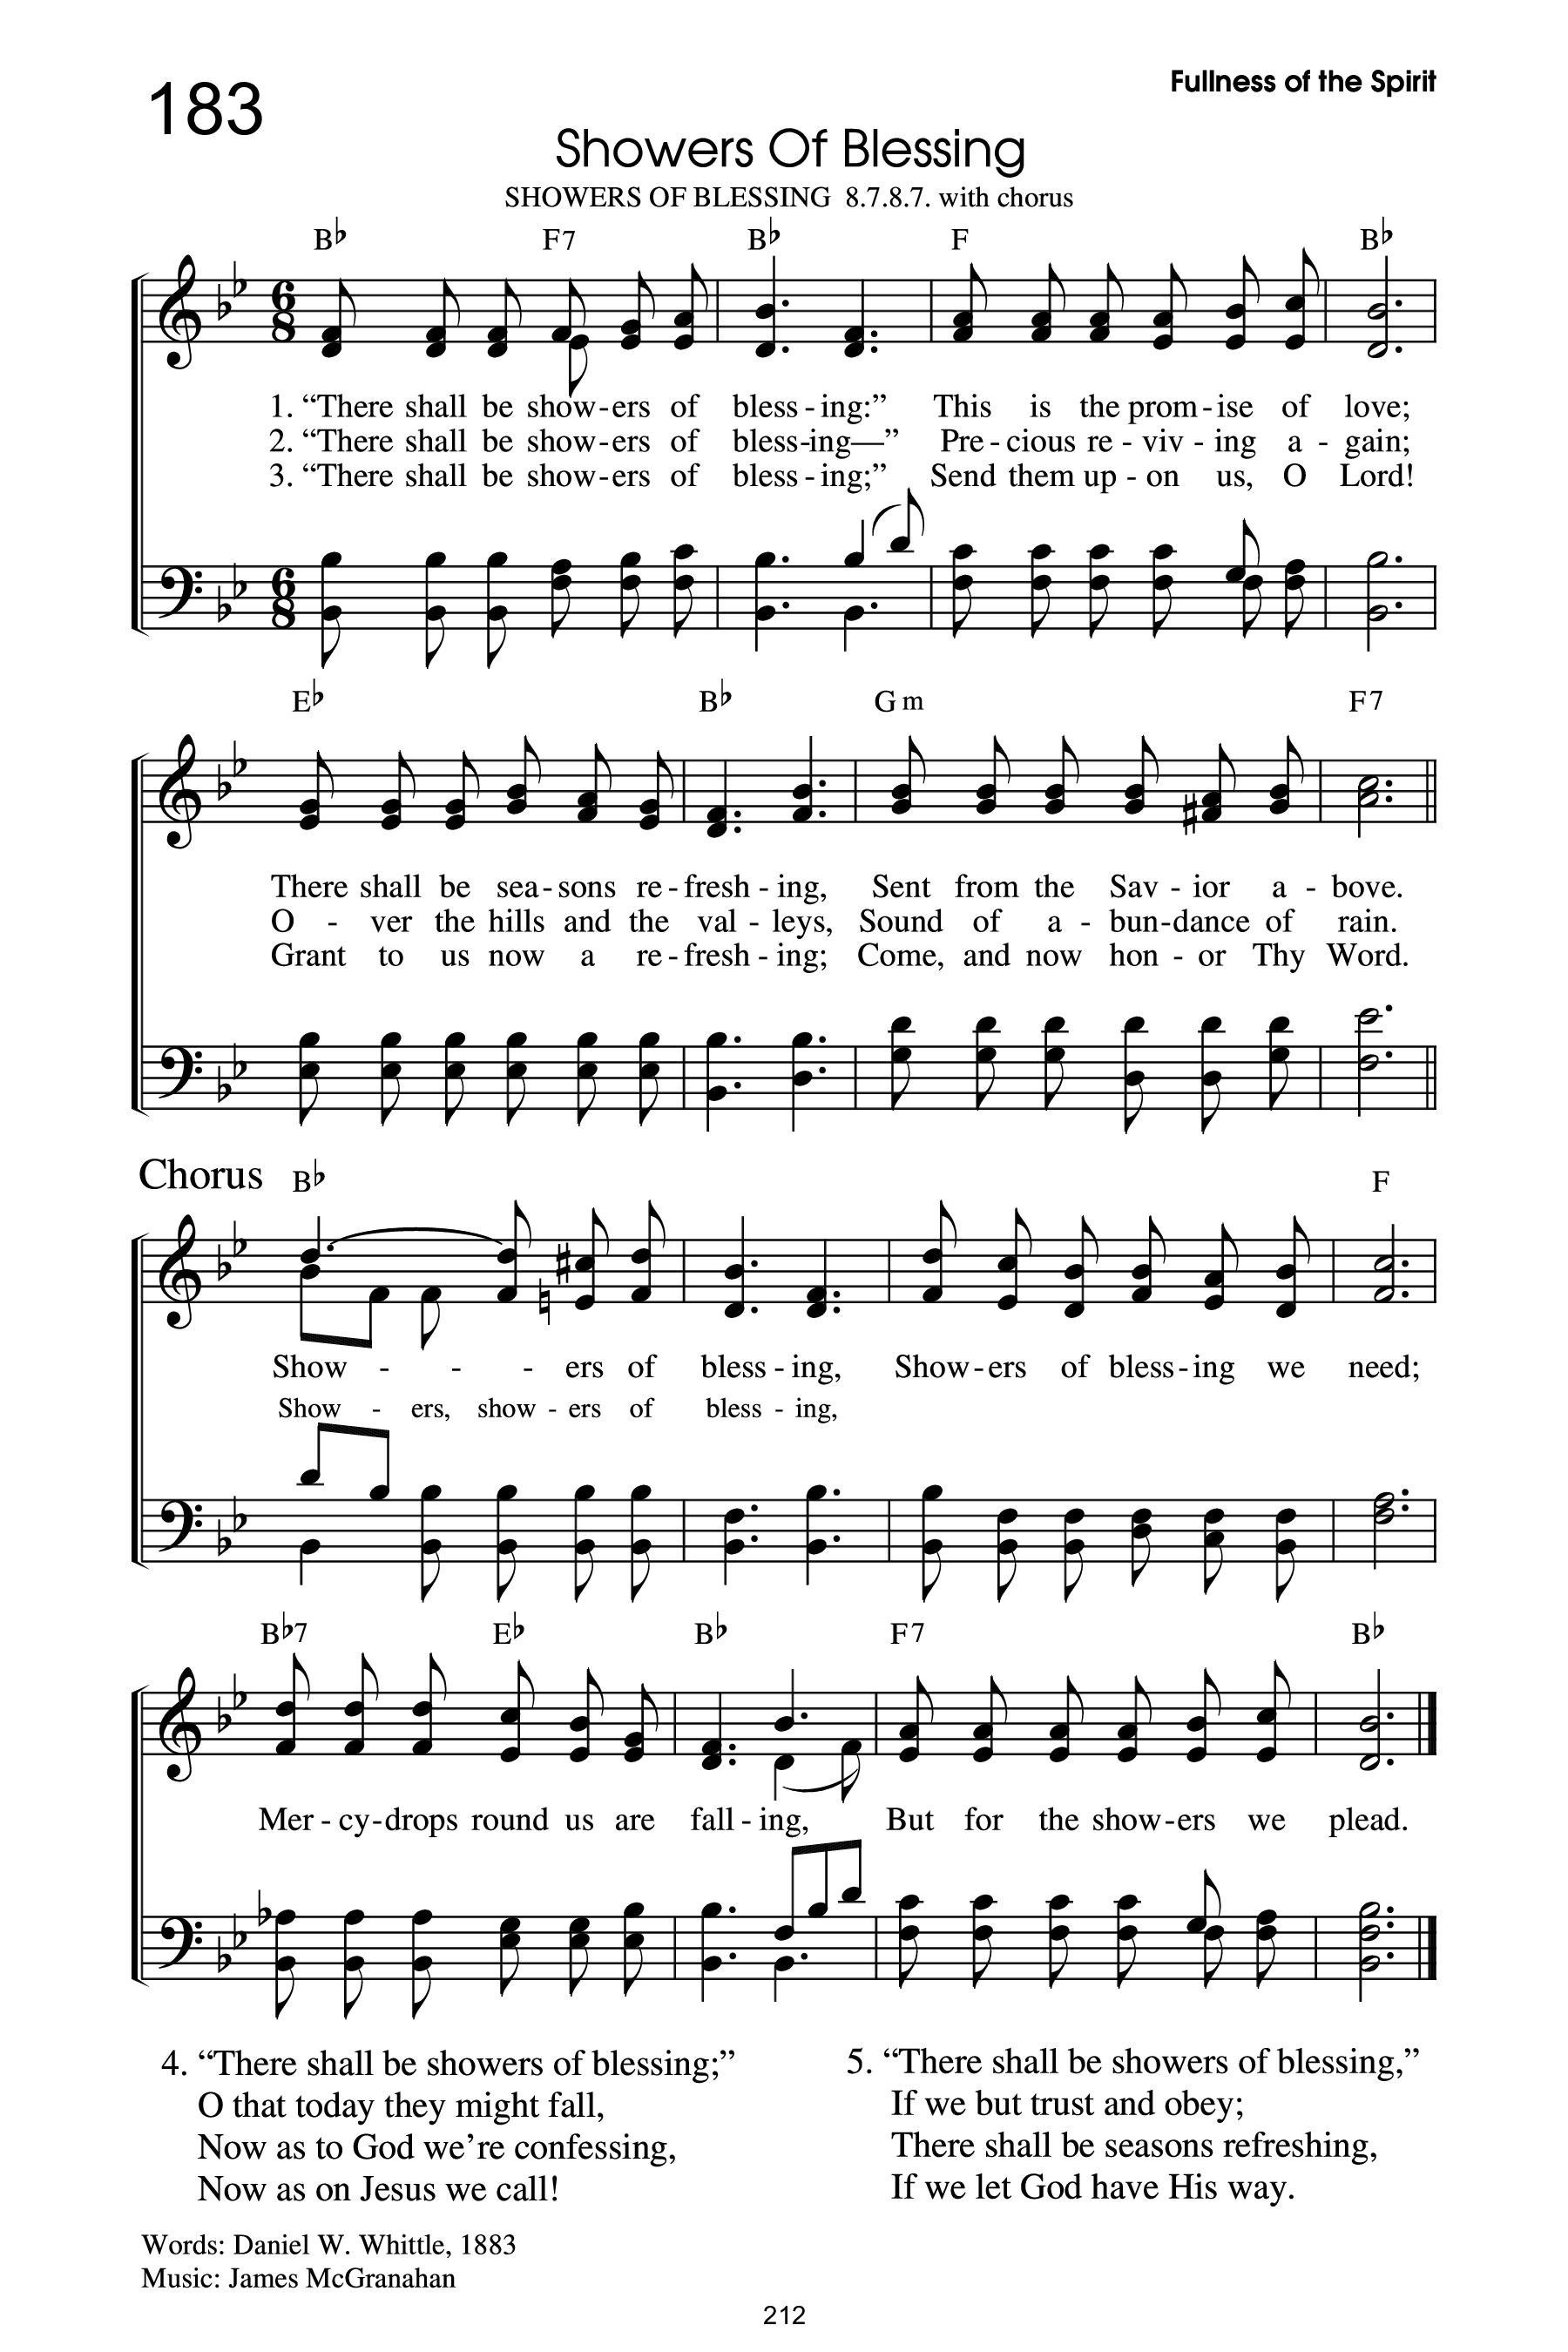 183
Fullness of the Spirit
Showers Of Blessing
SHOWERS OF BLESSING 8.7.8.7. with chorus
B♭ F7 B♭ F B♭
1. “There shall be show-ers of bless - ing:” This is the prom - ise of love;
2. “There shall be show-ers of bless-ing—” Pre - cious re - viv - ing a - gain;
3. “There shall be show-ers of bless - ing;” Send them up - on us, O Lord!
E♭ B♭ Gm F7
There shall be sea - sons re - fresh - ing, Sent from the Sav - ior a - bove.
O - ver the hills and the val - leys, Sound of a - bun-dance of rain.
Grant to us now a re - fresh - ing; Come, and now hon - or Thy Word.
Chorus B♭ F
Show - - - ers of bless - ing, Show-ers of bless-ing we need;
Show - ers, show - ers of bless - ing,
B♭7 E♭ B♭ F7 B♭
Mer - cy-drops round us are fall - ing, But for the show-ers we plead.
4. “There shall be showers of blessing;”
O that today they might fall,
Now as to God we’re confessing,
Now as on Jesus we call!
5. “There shall be showers of blessing,”
If we but trust and obey;
There shall be seasons refreshing,
If we let God have His way.
Words: Daniel W. Whittle, 1883
Music: James McGranahan
212